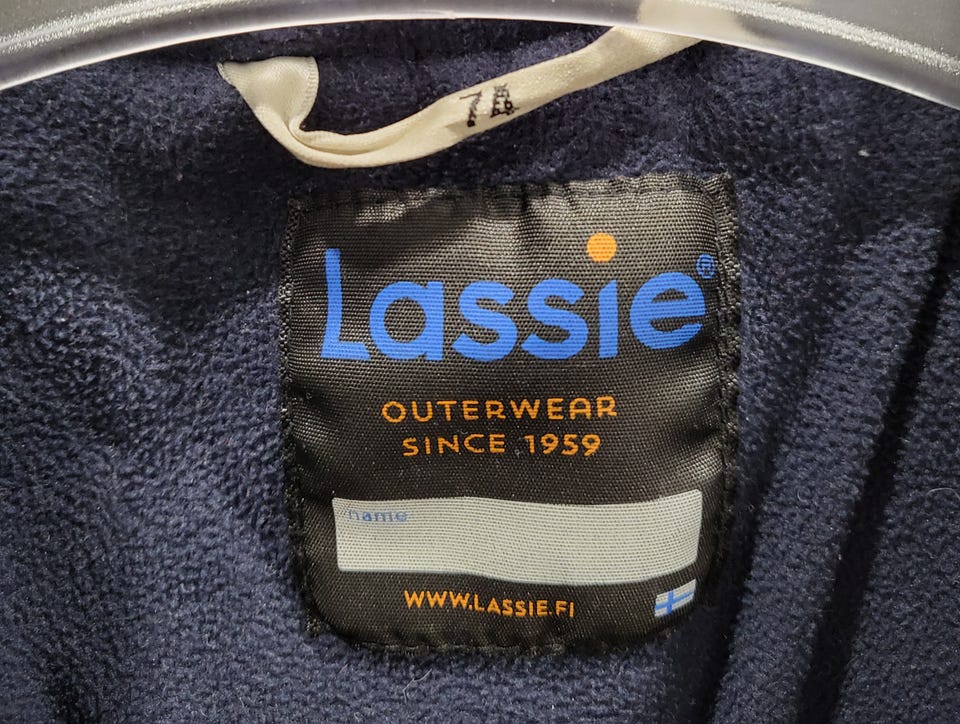 Lassie®
OUTERWEAR
SINCE 1959
name
WWW.LASSIE.FI